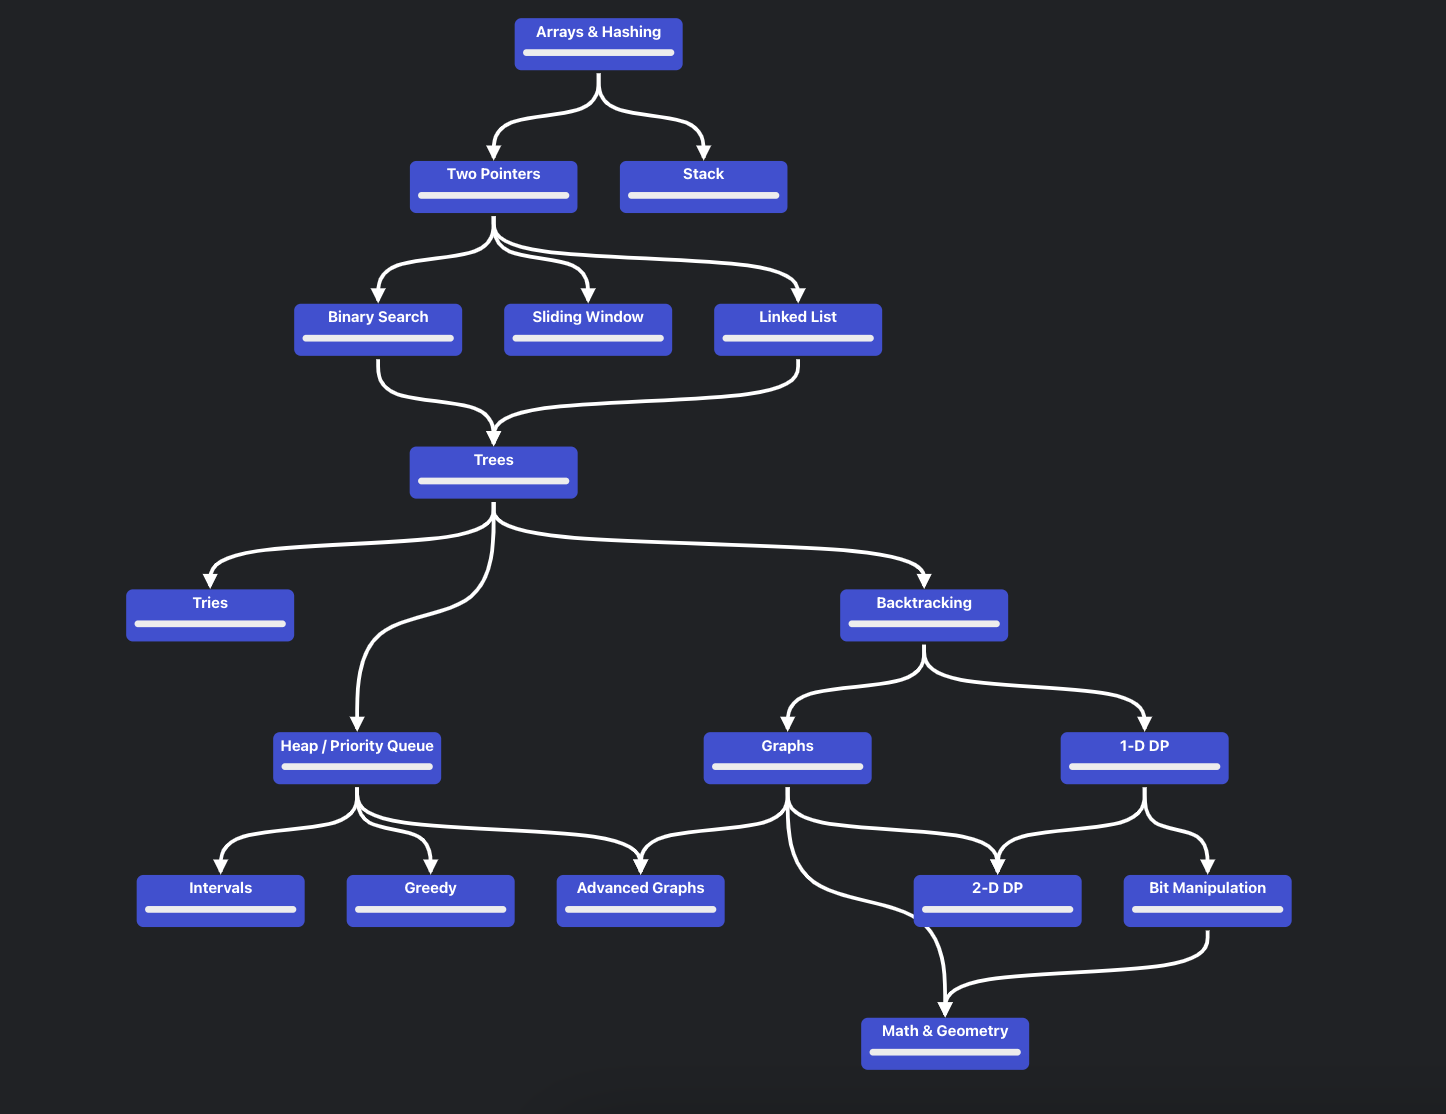 Arrays & Hashing
Two Pointers
Stack
Binary Search
Sliding Window
Linked List
Trees
Tries
Backtracking
Heap / Priority Queue
Graphs
1-D DP
Intervals
Greedy
Advanced Graphs
2-D DP
Bit Manipulation
Math & Geometry